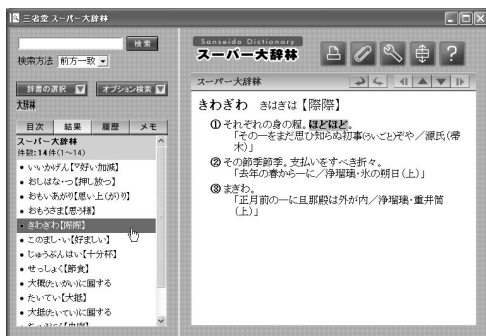 三省堂 スーパー大辞林
検索
検索方法 前方一致
辞書の選択 オプション検索
大辞林
目次 結果 履歴 メモ
スーパー大辞林
件数:14件(1～14)
• いいかげん【▽好い加減】
• おしはな・つ【押し放つ】
• おもいあがり【思い上(が)り】
• おもうさま【思う様】
• きわぎわ【際際】
• このまし・い【好ましい】
• じゅうぶんはい【十分杯】
• せっしょく【節食】
• 大概(たいがい)に園する
• たいてい【大抵】
• 大抵(たいてい)に園する
Sanseido Dictionary
スーパー大辞林
スーパー大辞林
きわぎわ きはぎは【際際】
① それぞれの身の程。ほどほど。
「その―をまだ思ひ知らぬ初事(ういごと)ぞや／源氏(帚
木)」
② その節季節季。支払いをすべき折々。
「去年の春から―に／浄瑠璃・氷の朔日(上)」
③ まぎわ。
「正月前の―に旦那殿は外が内／浄瑠璃・重井筒
(上)」